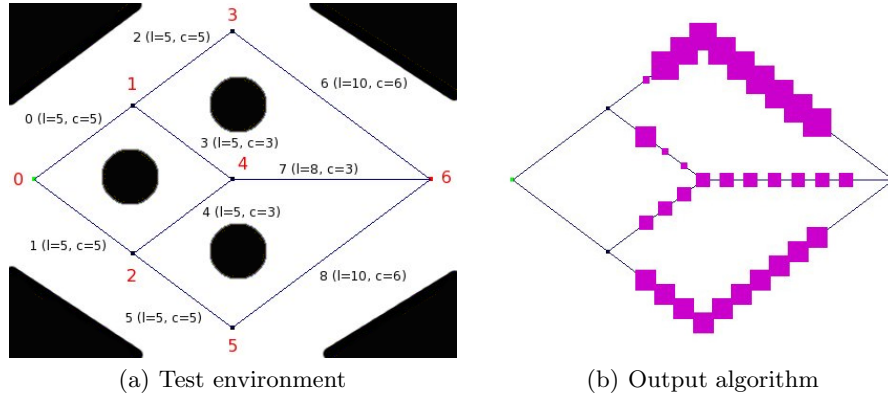 3
2 (l=5, c=5)
1
6 (l=10, c=6)
0 (l=5, c=5)
3 (l=5, c=3)
4
7 (l=8, c=3)
0
6
4 (l=5, c=3)
1 (l=5, c=5)
2
8 (l=10, c=6)
5 (l=5, c=5)
5
(a) Test environment
(b) Output algorithm